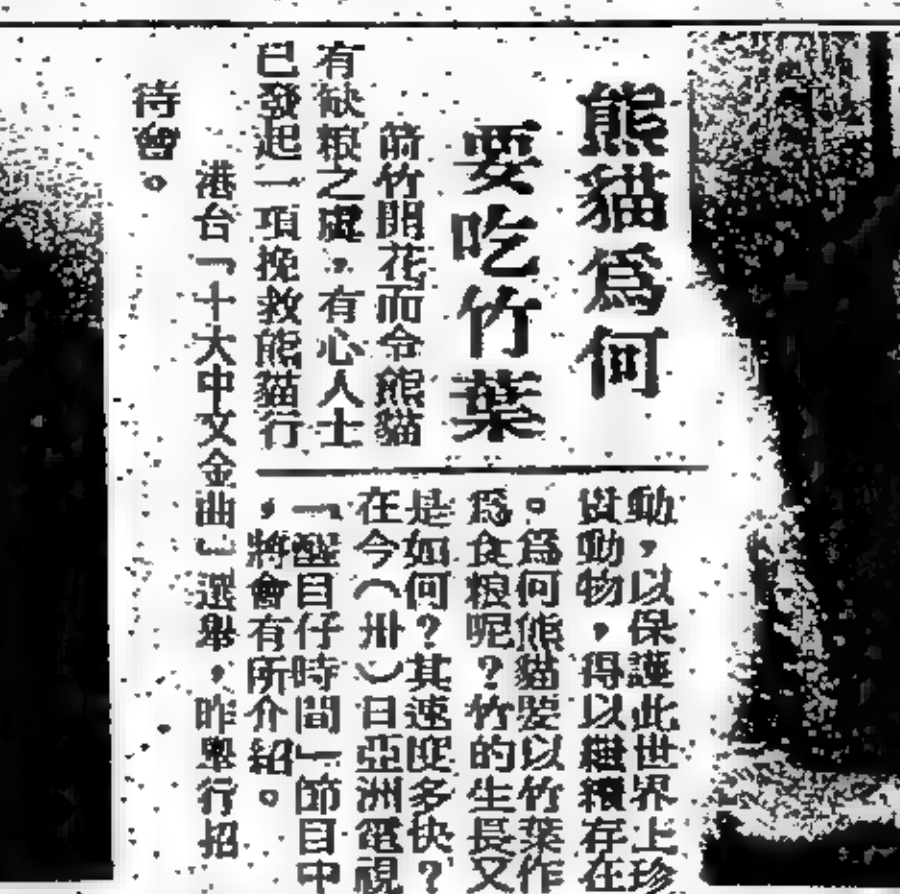 熊貓爲何
要吃竹葉
箭竹開花而令熊貓
有缺粮之虞，有心人士
已發起一項挽救熊貓行
動，以保護此世界上珍
貴動物，得以繼續存在
。爲何熊貓要以竹葉作
爲食粮呢？竹的生長又
是如何？其速度多快？
在今（卅）日亞洲電視
「醒目仔時間」節目中
，將會有所介紹。
港台「十大中文金曲」選舉，昨舉行招
待會。